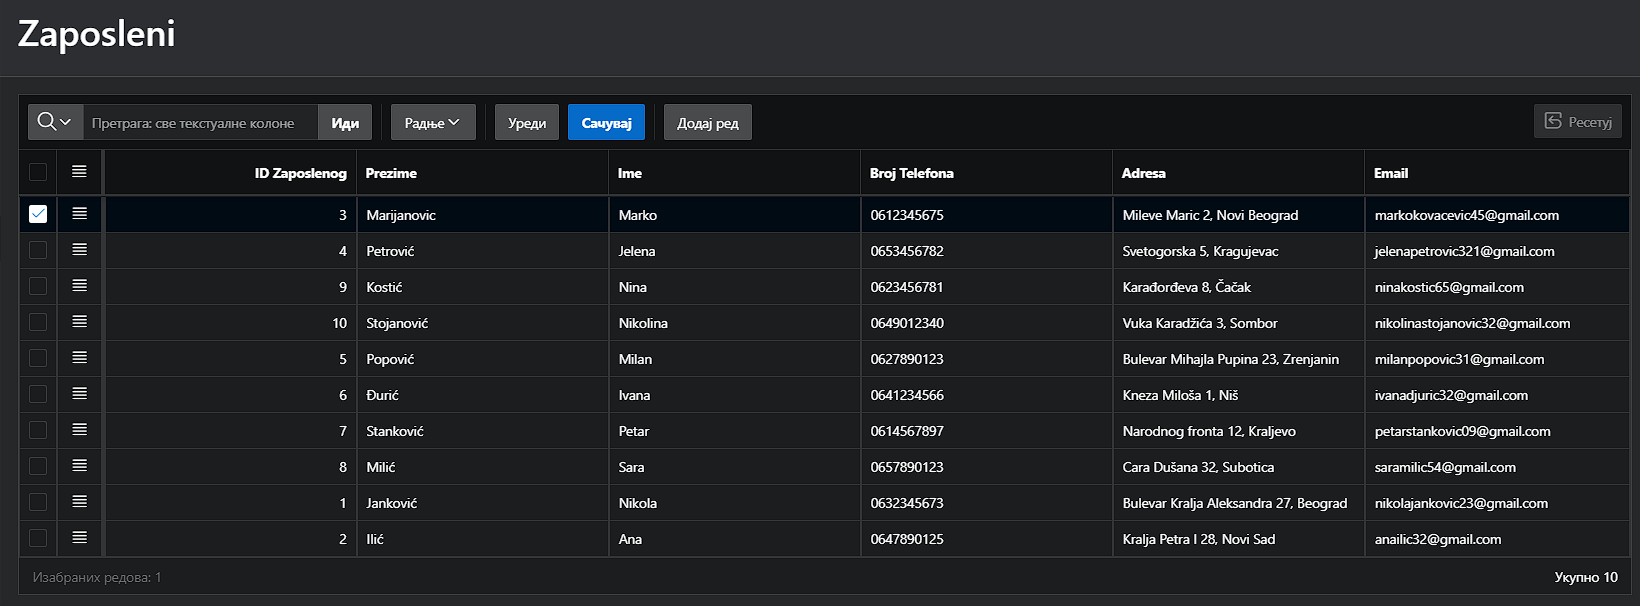 Zaposleni
Претрага: све текстуалне колоне Иди Радње Уреди Сачувај Додај ред Ресетуј
ID Zaposlenog Prezime Ime Broj Telefona Adresa Email
3 Marijanovic Marko 0612345675 Mileve Maric 2, Novi Beograd markokovacevic45@gmail.com
4 Petrović Jelena 0653456782 Svetogorska 5, Kragujevac jelenapetrovic321@gmail.com
9 Kostić Nina 0623456781 Karađorđeva 8, Čačak ninakostic65@gmail.com
10 Stojanović Nikolina 0649012340 Vuka Karadžića 3, Sombor nikolinastojanovic32@gmail.com
5 Popović Milan 0627890123 Bulevar Mihajla Pupina 23, Zrenjanin milanpopovic31@gmail.com
6 Đurić Ivana 0641234566 Kneza Miloša 1, Niš ivanadjuric32@gmail.com
7 Stanković Petar 0614567897 Narodnog fronta 12, Kraljevo petarstankovic09@gmail.com
8 Milić Sara 0657890123 Cara Dušana 32, Subotica saramilic54@gmail.com
1 Janković Nikola 0632345673 Bulevar Kralja Aleksandra 27, Beograd nikolajankovic23@gmail.com
2 Ilić Ana 0647890125 Kralja Petra I 28, Novi Sad anailic32@gmail.com
Изабраних редова: 1 Укупно 10